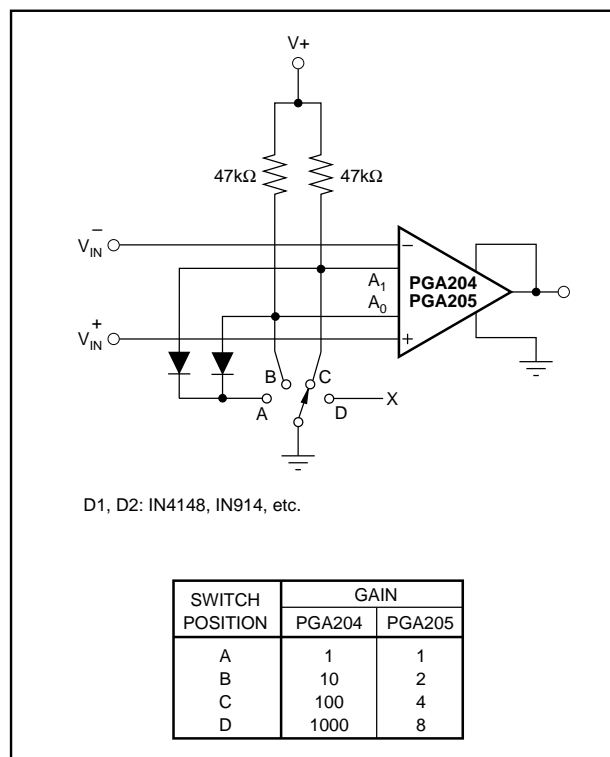 V+
47kΩ 47kΩ
V⁻IN
A1
A0
PGA204
PGA205
V⁺IN
B C
A D X
D1, D2: IN4148, IN914, etc.
SWITCH POSITION GAIN
PGA204 PGA205
A 1 1
B 10 2
C 100 4
D 1000 8